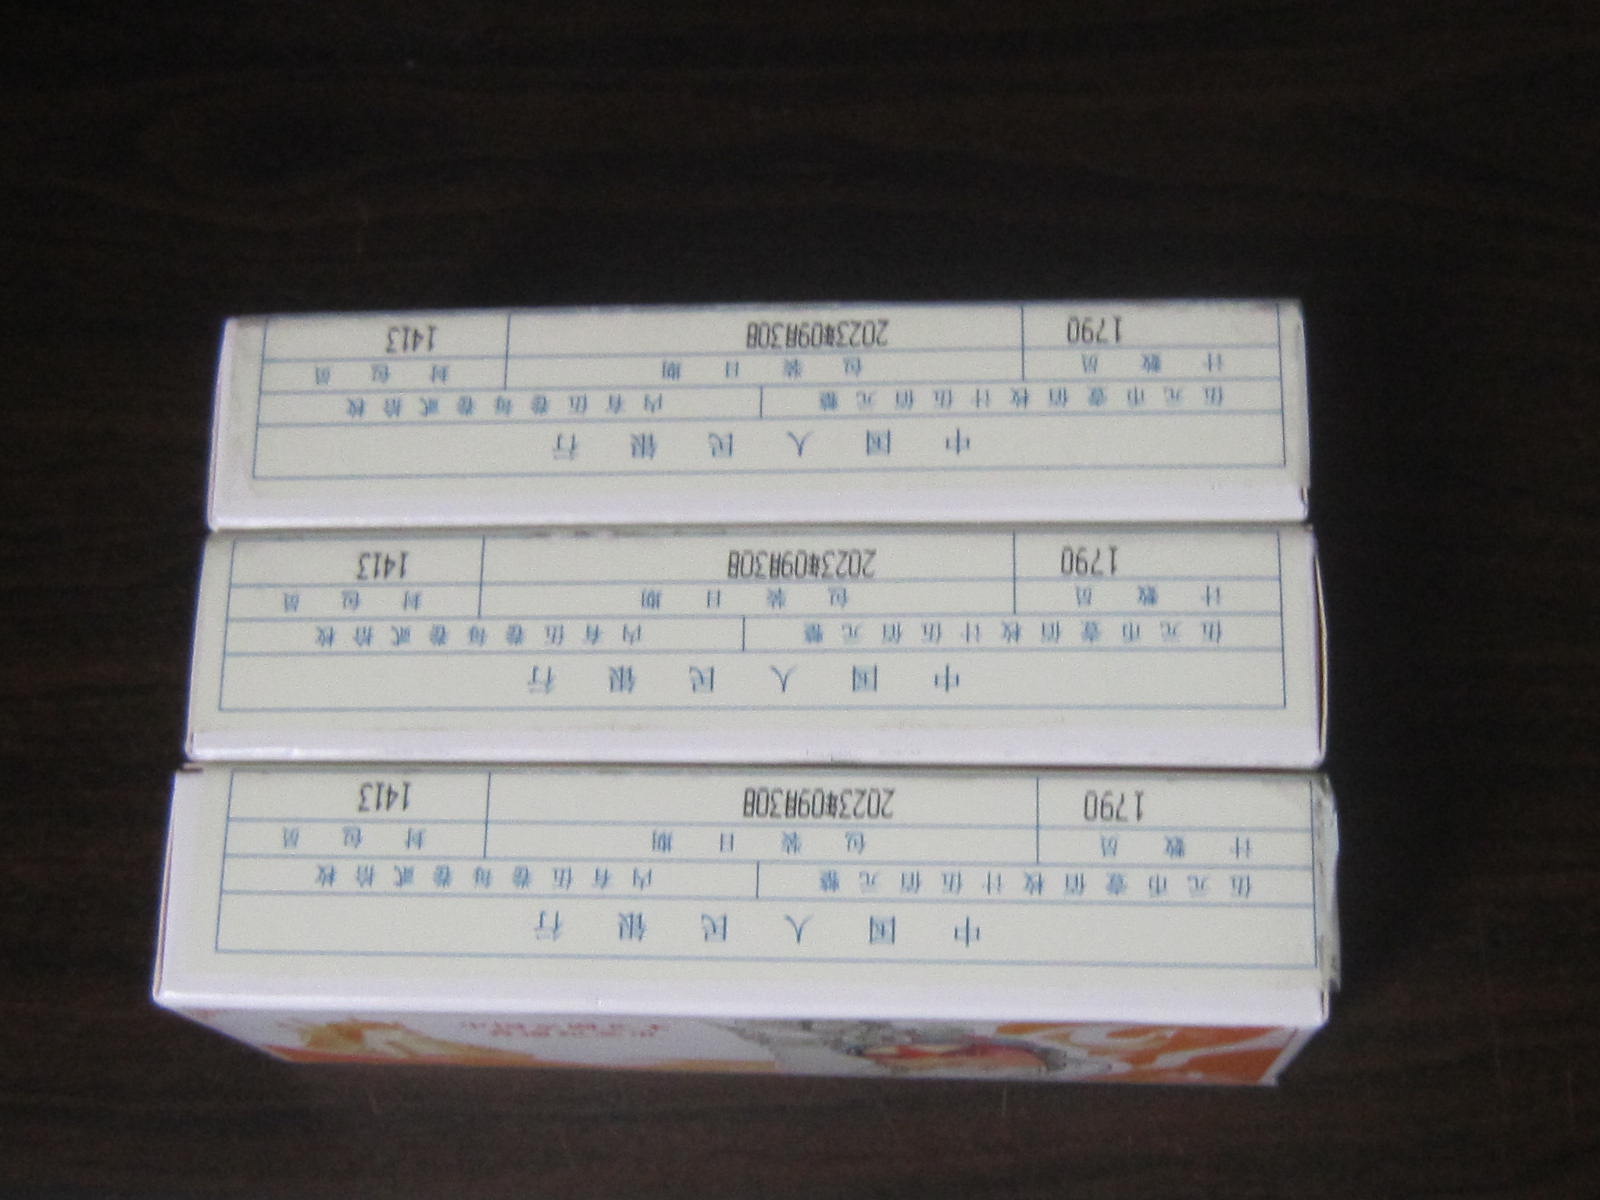 中国人民银行
伍元币壹佰枚计伍佰元整 内有伍卷每卷贰拾枚
计数员 包装日期 封包员
1790 2023年09月30日 1413
中国人民银行
伍元币壹佰枚计伍佰元整 内有伍卷每卷贰拾枚
计数员 包装日期 封包员
1790 2023年09月30日 1413
中国人民银行
伍元币壹佰枚计伍佰元整 内有伍卷每卷贰拾枚
计数员 包装日期 封包员
1790 2023年09月30日 1413